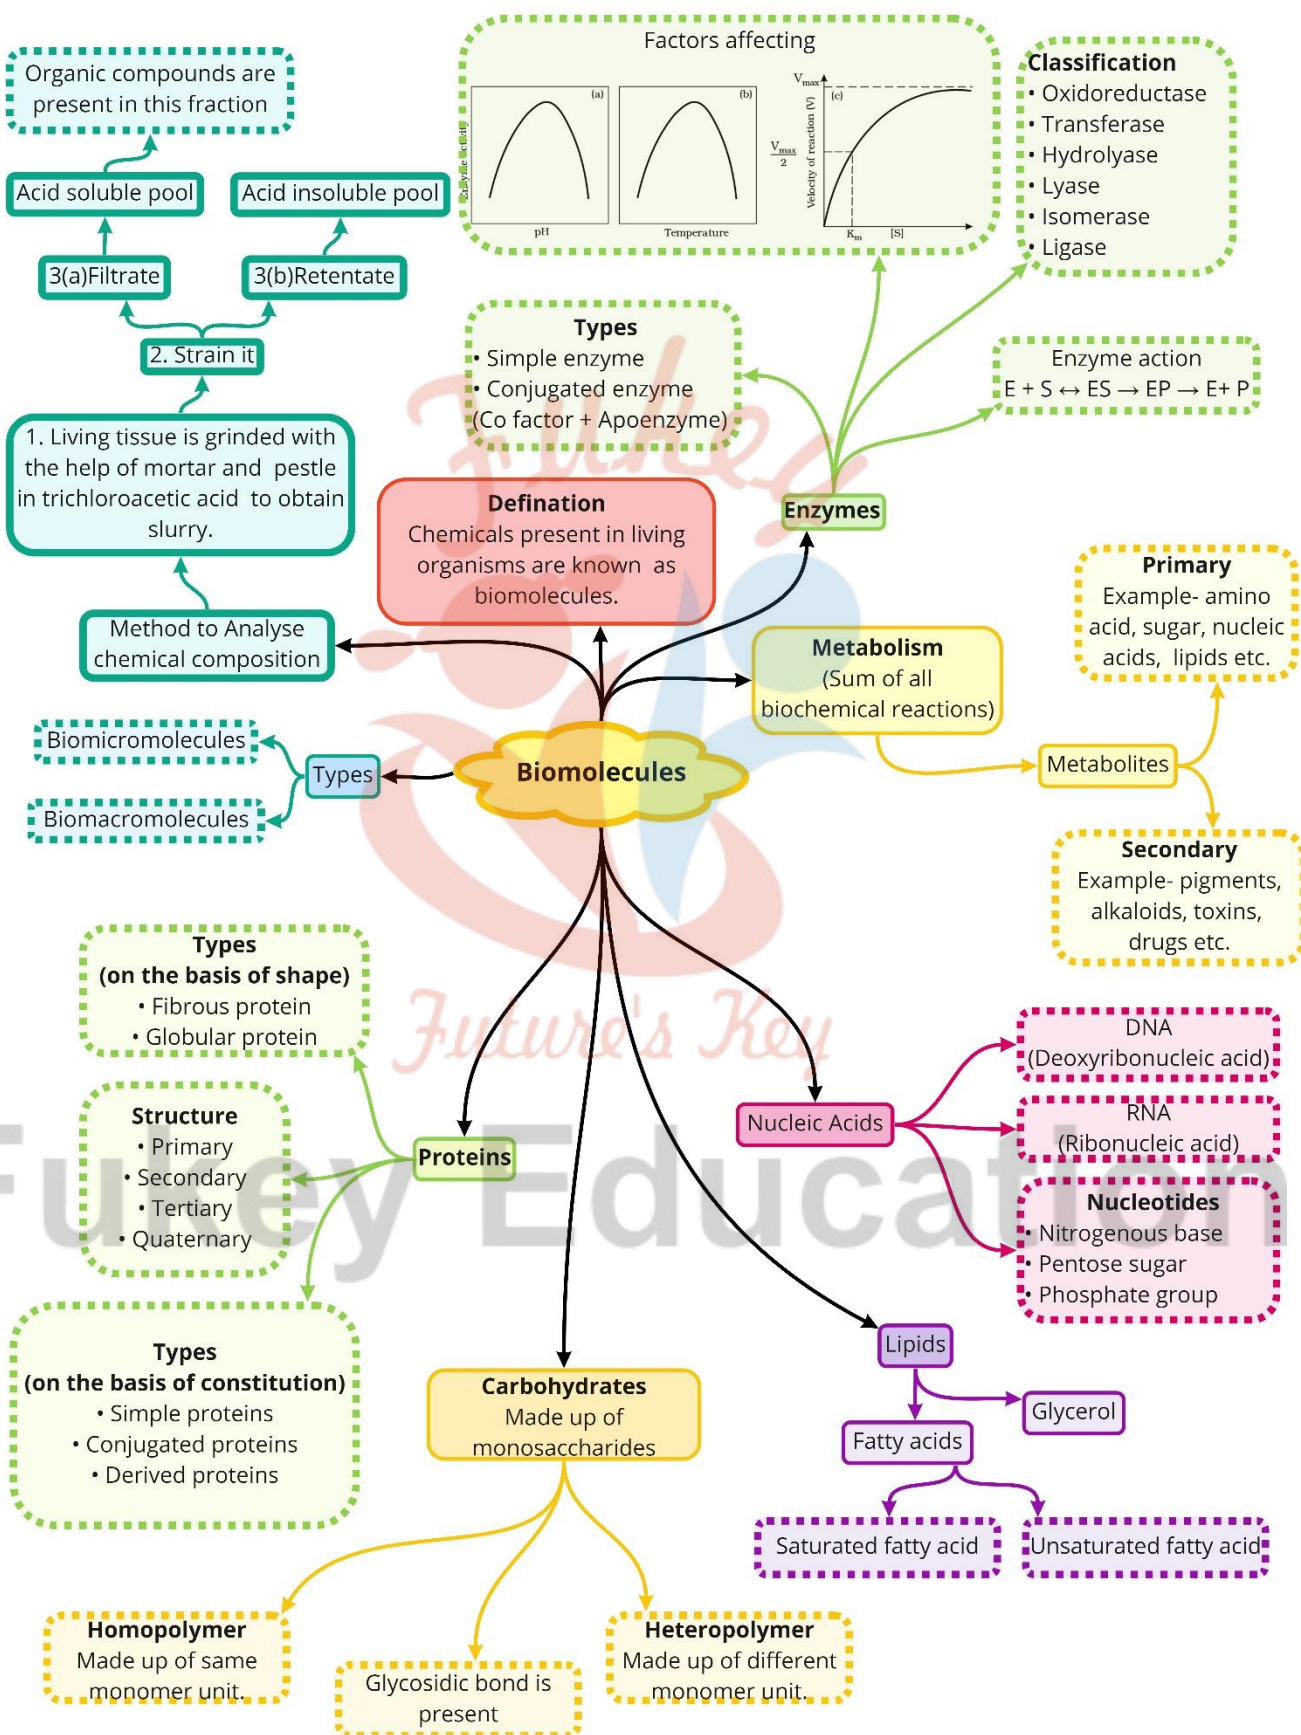 Organic compounds are
present in this fraction
Acid soluble pool
Acid insoluble pool
3(a)Filtrate
3(b)Retentate
2. Strain it
1. Living tissue is grinded with
the help of mortar and pestle
in trichloroacetic acid to obtain
slurry.
Method to Analyse
chemical composition
Factors affecting
(a)
Enzyme activity
pH
(b)
Temperature
(c)
Vmax
Vmax
2
Velocity of reaction (V)
Km
[S]
Classification
• Oxidoreductase
• Transferase
• Hydrolyase
• Lyase
• Isomerase
• Ligase
Types
• Simple enzyme
• Conjugated enzyme
(Co factor + Apoenzyme)
Enzyme action
E + S ↔ ES → EP → E+ P
Enzymes
Defination
Chemicals present in living
organisms are known as
biomolecules.
Metabolism
(Sum of all
biochemical reactions)
Primary
Example- amino
acid, sugar, nucleic
acids, lipids etc.
Metabolites
Secondary
Example- pigments,
alkaloids, toxins,
drugs etc.
Biomicromolecules
Types
Biomacromolecules
Biomolecules
Fukey
Future's Key
Fukey Education
Types
(on the basis of shape)
• Fibrous protein
• Globular protein
Structure
• Primary
• Secondary
• Tertiary
• Quaternary
Proteins
Types
(on the basis of constitution)
• Simple proteins
• Conjugated proteins
• Derived proteins
Nucleic Acids
DNA
(Deoxyribonucleic acid)
RNA
(Ribonucleic acid)
Nucleotides
• Nitrogenous base
• Pentose sugar
• Phosphate group
Lipids
Glycerol
Fatty acids
Saturated fatty acid
Unsaturated fatty acid
Carbohydrates
Made up of
monosaccharides
Homopolymer
Made up of same
monomer unit.
Glycosidic bond is
present
Heteropolymer
Made up of different
monomer unit.